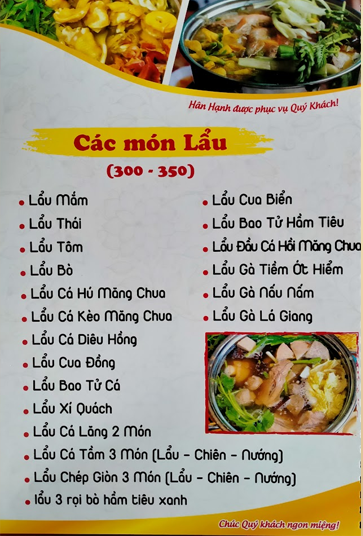 Hân Hạnh được phục vụ Quý Khách!
Các món Lẩu
(300 - 350)
Lẩu Mắm
Lẩu Thái
Lẩu Tôm
Lẩu Bò
Lẩu Cá Hú Măng Chua
Lẩu Cá Kèo Măng Chua
Lẩu Cá Diêu Hồng
Lẩu Cua Đồng
Lẩu Bao Tử Cá
Lẩu Xí Quách
Lẩu Cá Lăng 2 Món
Lẩu Cá Tầm 3 Món (Lẩu - Chiên - Nướng)
Lẩu Chép Giòn 3 Món (Lẩu - Chiên - Nướng)
lẩu 3 rọi bò hầm tiêu xanh
Lẩu Cua Biển
Lẩu Bao Tử Hầm Tiêu
Lẩu Đầu Cá Hồi Măng Chua
Lẩu Gà Tiềm Ớt Hiểm
Lẩu Gà Nấu Nấm
Lẩu Gà Lá Giang
Chúc Quý khách ngon miệng!